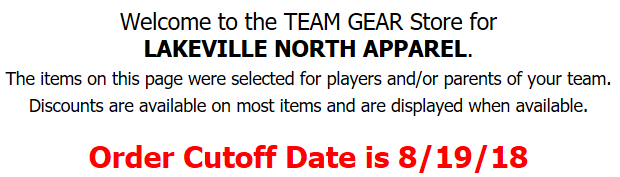 Welcome to the TEAM GEAR Store for
LAKEVILLE NORTH APPAREL.
The items on this page were selected for players and/or parents of your team.
Discounts are available on most items and are displayed when available.
Order Cutoff Date is 8/19/18